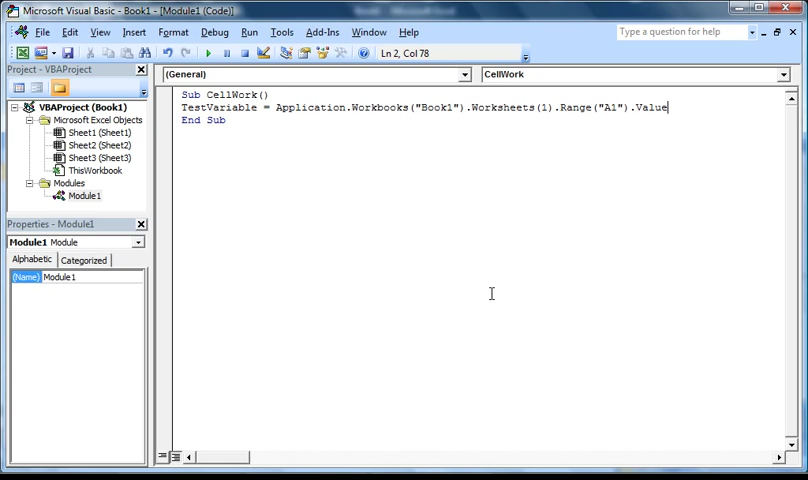 Microsoft Visual Basic - Book1 - [Module1 (Code)]
File Edit View Insert Format Debug Run Tools Add-Ins Window Help
Type a question for help
Ln 2, Col 78
Project - VBAProject
(General)
CellWork
VBAProject (Book1)
Microsoft Excel Objects
Sheet1 (Sheet1)
Sheet2 (Sheet2)
Sheet3 (Sheet3)
ThisWorkbook
Modules
Module1
Properties - Module1
Module1 Module
Alphabetic Categorized
(Name) Module1
Sub CellWork()
TestVariable = Application.Workbooks("Book1").Worksheets(1).Range("A1").Value
End Sub